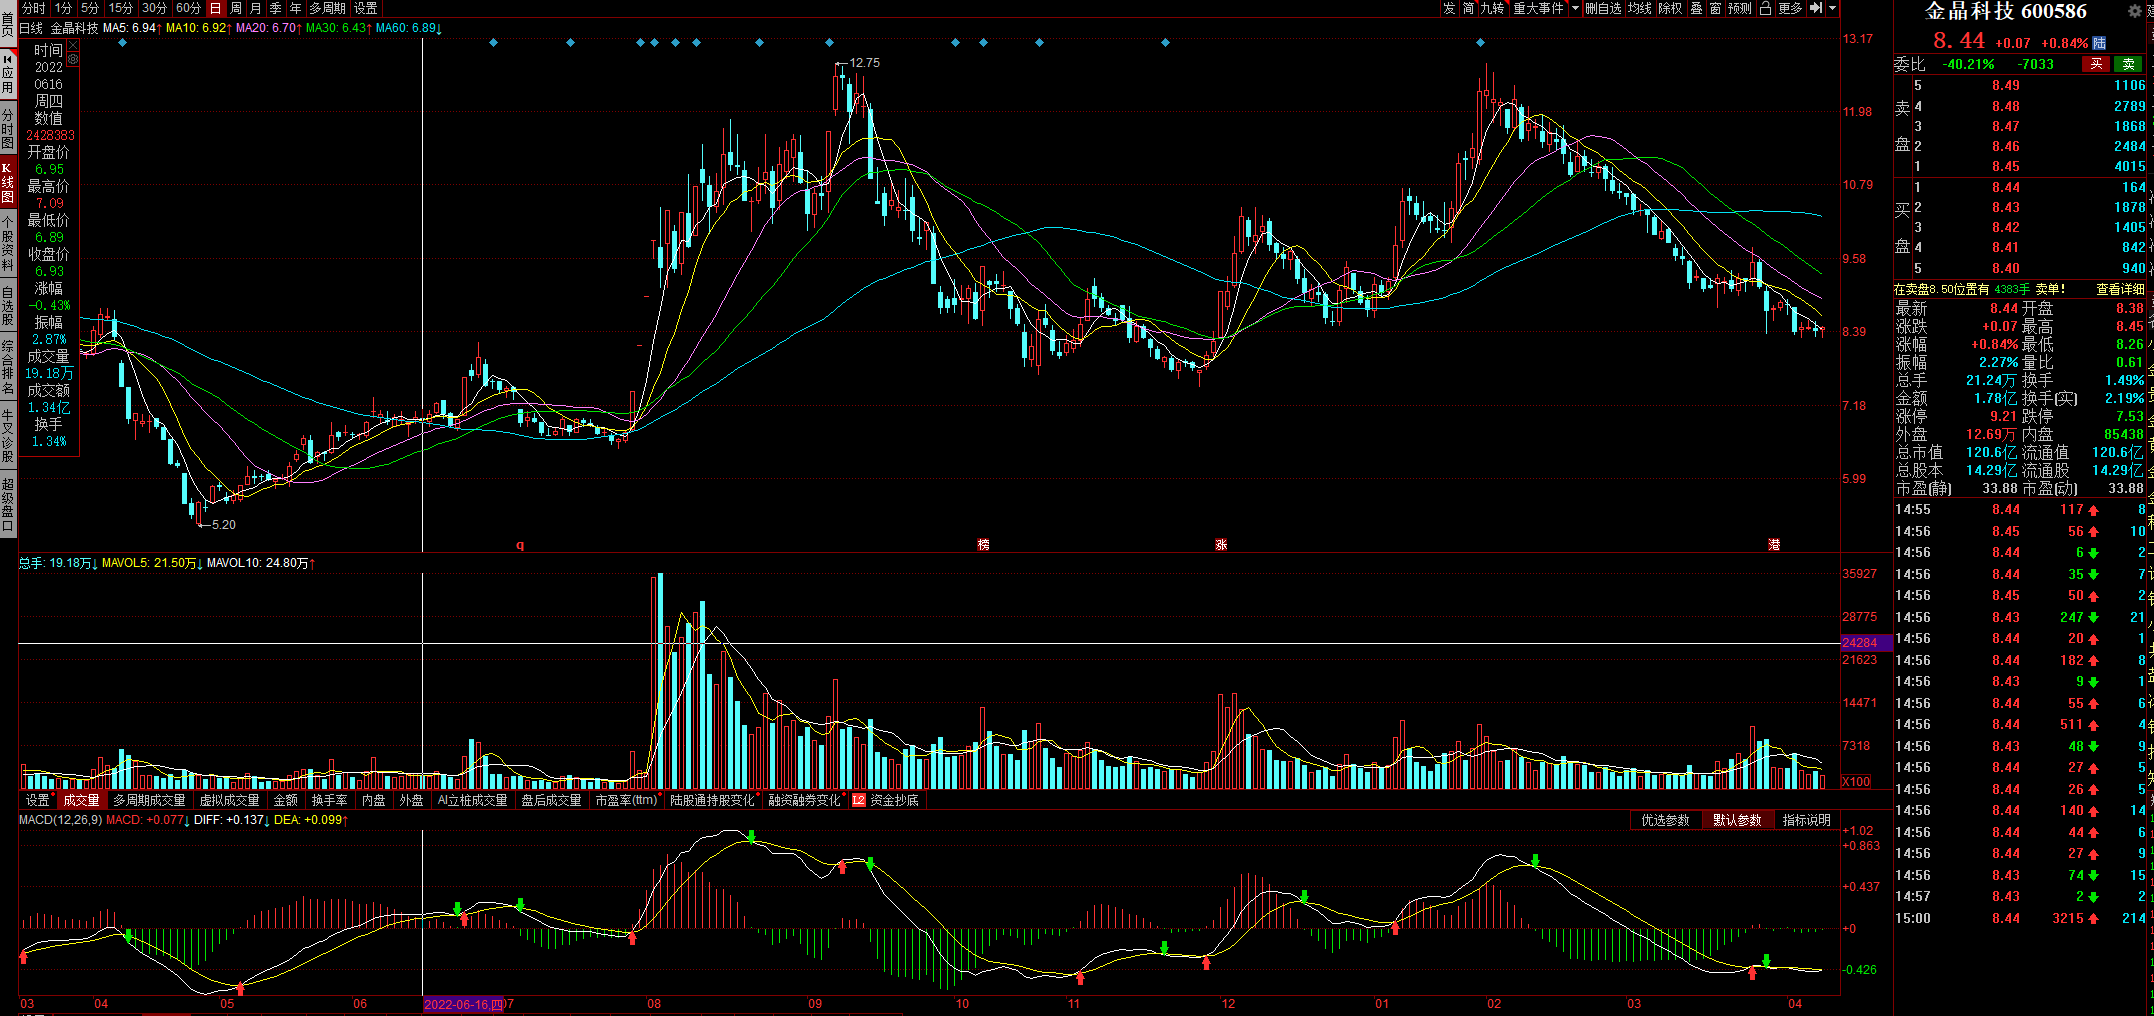 分时 1分 5分 15分 30分 60分 日 周 月 季 年 多周期 设置
发 简 九转 重大事件 删自选 均线 除权 叠 窗 预测 更多
金晶科技 600586
日线 金晶科技 MA5: 6.94↑ MA10: 6.92↑ MA20: 6.70↑ MA30: 6.43↑ MA60: 6.89↓
8.44 +0.07 +0.84% 陆
委比 -40.21% -7033 买 卖
首页
应用
分时图
K线图
个股资料
自选股
综合排名
牛叉诊股
超级盘口
时间
2022
0616
周四
数值
2428383
开盘价
6.95
最高价
7.09
最低价
6.89
收盘价
6.93
涨幅
-0.43%
振幅
2.87%
成交量
19.18万
成交额
1.34亿
换手
1.34%
12.75
5.20
q
榜
涨
港
13.17
11.98
10.79
9.58
8.39
7.18
5.99
卖盘
5 8.49 1106
4 8.48 2789
3 8.47 1868
2 8.46 2484
1 8.45 4015
买盘
1 8.44 164
2 8.43 1878
3 8.42 1405
4 8.41 842
5 8.40 940
在卖盘8.50位置有 4383手 卖单! 查看详细
最新 8.44 开盘 8.38
涨跌 +0.07 最高 8.45
涨幅 +0.84% 最低 8.26
振幅 2.27% 量比 0.61
总手 21.24万 换手 1.49%
金额 1.78亿 换手(实) 2.19%
涨停 9.21 跌停 7.53
外盘 12.69万 内盘 85438
总市值 120.6亿 流通值 120.6亿
总股本 14.29亿 流通股 14.29亿
市盈(静) 33.88 市盈(动) 33.88
14:55 8.44 117 8
14:56 8.45 56 10
14:56 8.44 6 2
14:56 8.44 35 7
14:56 8.45 50 2
14:56 8.43 247 21
14:56 8.44 20 1
14:56 8.44 182 8
14:56 8.43 9 1
14:56 8.44 55 6
14:56 8.44 511 4
14:56 8.43 48 9
14:56 8.44 27 5
14:56 8.44 26 5
14:56 8.44 140 14
14:56 8.44 44 6
14:56 8.44 27 9
14:56 8.43 74 15
14:57 8.43 2 2
15:00 8.44 3215 214
总手: 19.18万↓ MAVOL5: 21.50万↓ MAVOL10: 24.80万↑
35927
28775
24284
21623
14471
7318
X100
设置 成交量 多周期成交量 虚拟成交量 金额 换手率 内盘 外盘 AI立桩成交量 盘后成交量 市盈率(ttm) 陆股通持股变化 融资融券变化 L2 资金抄底
MACD(12,26,9) MACD: +0.077↓ DIFF: +0.137↓ DEA: +0.099↑
优选参数 默认参数 指标说明
+1.02
+0.863
+0.437
+0
-0.426
03 04 05 06 2022-06-16,四 07 08 09 10 11 12 01 02 03 04